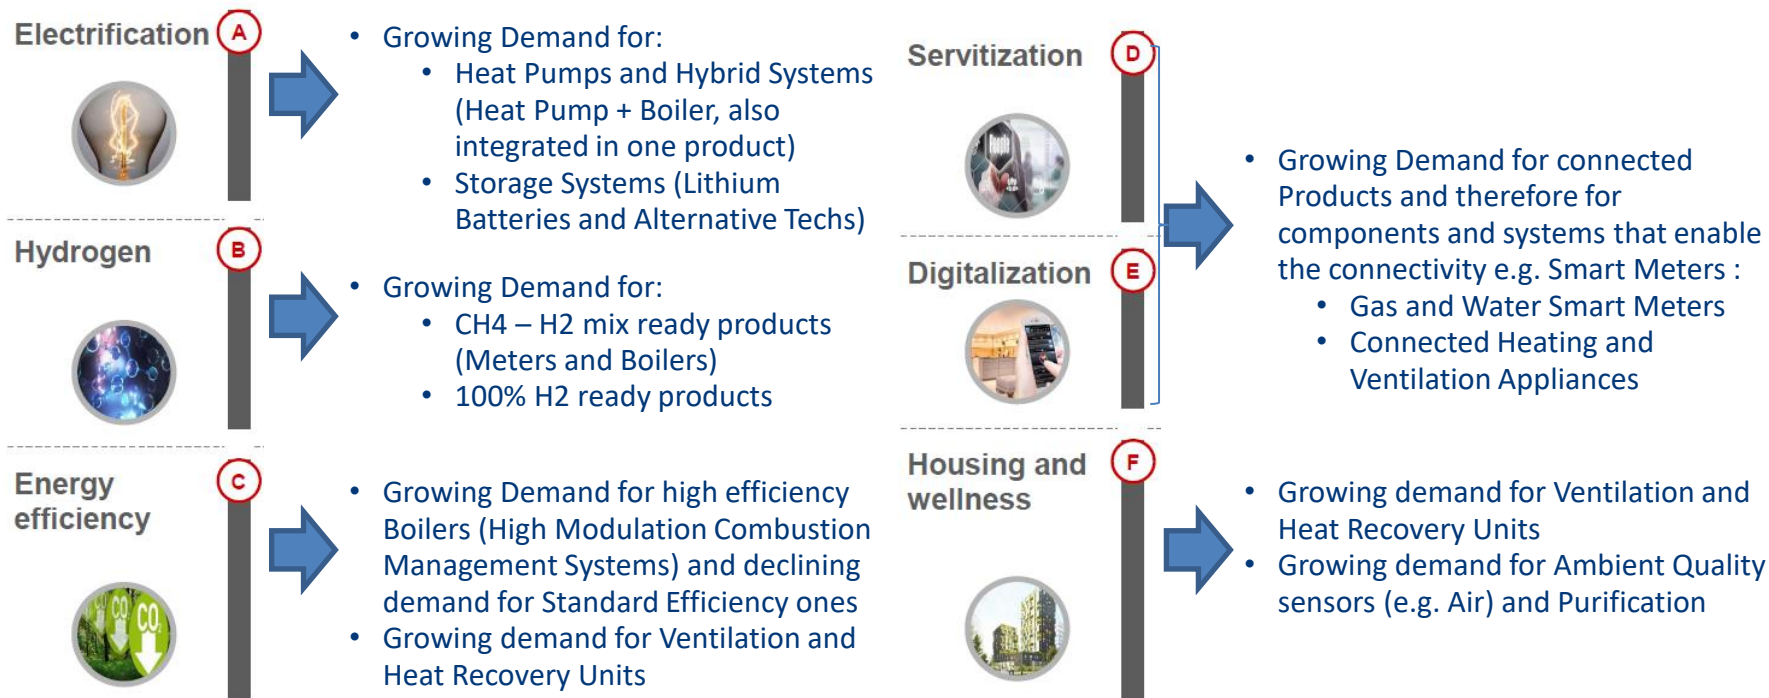 Electrification A
• Growing Demand for:
• Heat Pumps and Hybrid Systems
(Heat Pump + Boiler, also
integrated in one product)
• Storage Systems (Lithium
Batteries and Alternative Techs)
Hydrogen B
• Growing Demand for:
• CH4 – H2 mix ready products
(Meters and Boilers)
• 100% H2 ready products
Energy
efficiency
C
CO2
• Growing Demand for high efficiency
Boilers (High Modulation Combustion
Management Systems) and declining
demand for Standard Efficiency ones
• Growing demand for Ventilation and
Heat Recovery Units
Servitization D
Digitalization E
• Growing Demand for connected
Products and therefore for
components and systems that enable
the connectivity e.g. Smart Meters :
• Gas and Water Smart Meters
• Connected Heating and
Ventilation Appliances
Housing and
wellness
F
• Growing demand for Ventilation and
Heat Recovery Units
• Growing demand for Ambient Quality
sensors (e.g. Air) and Purification